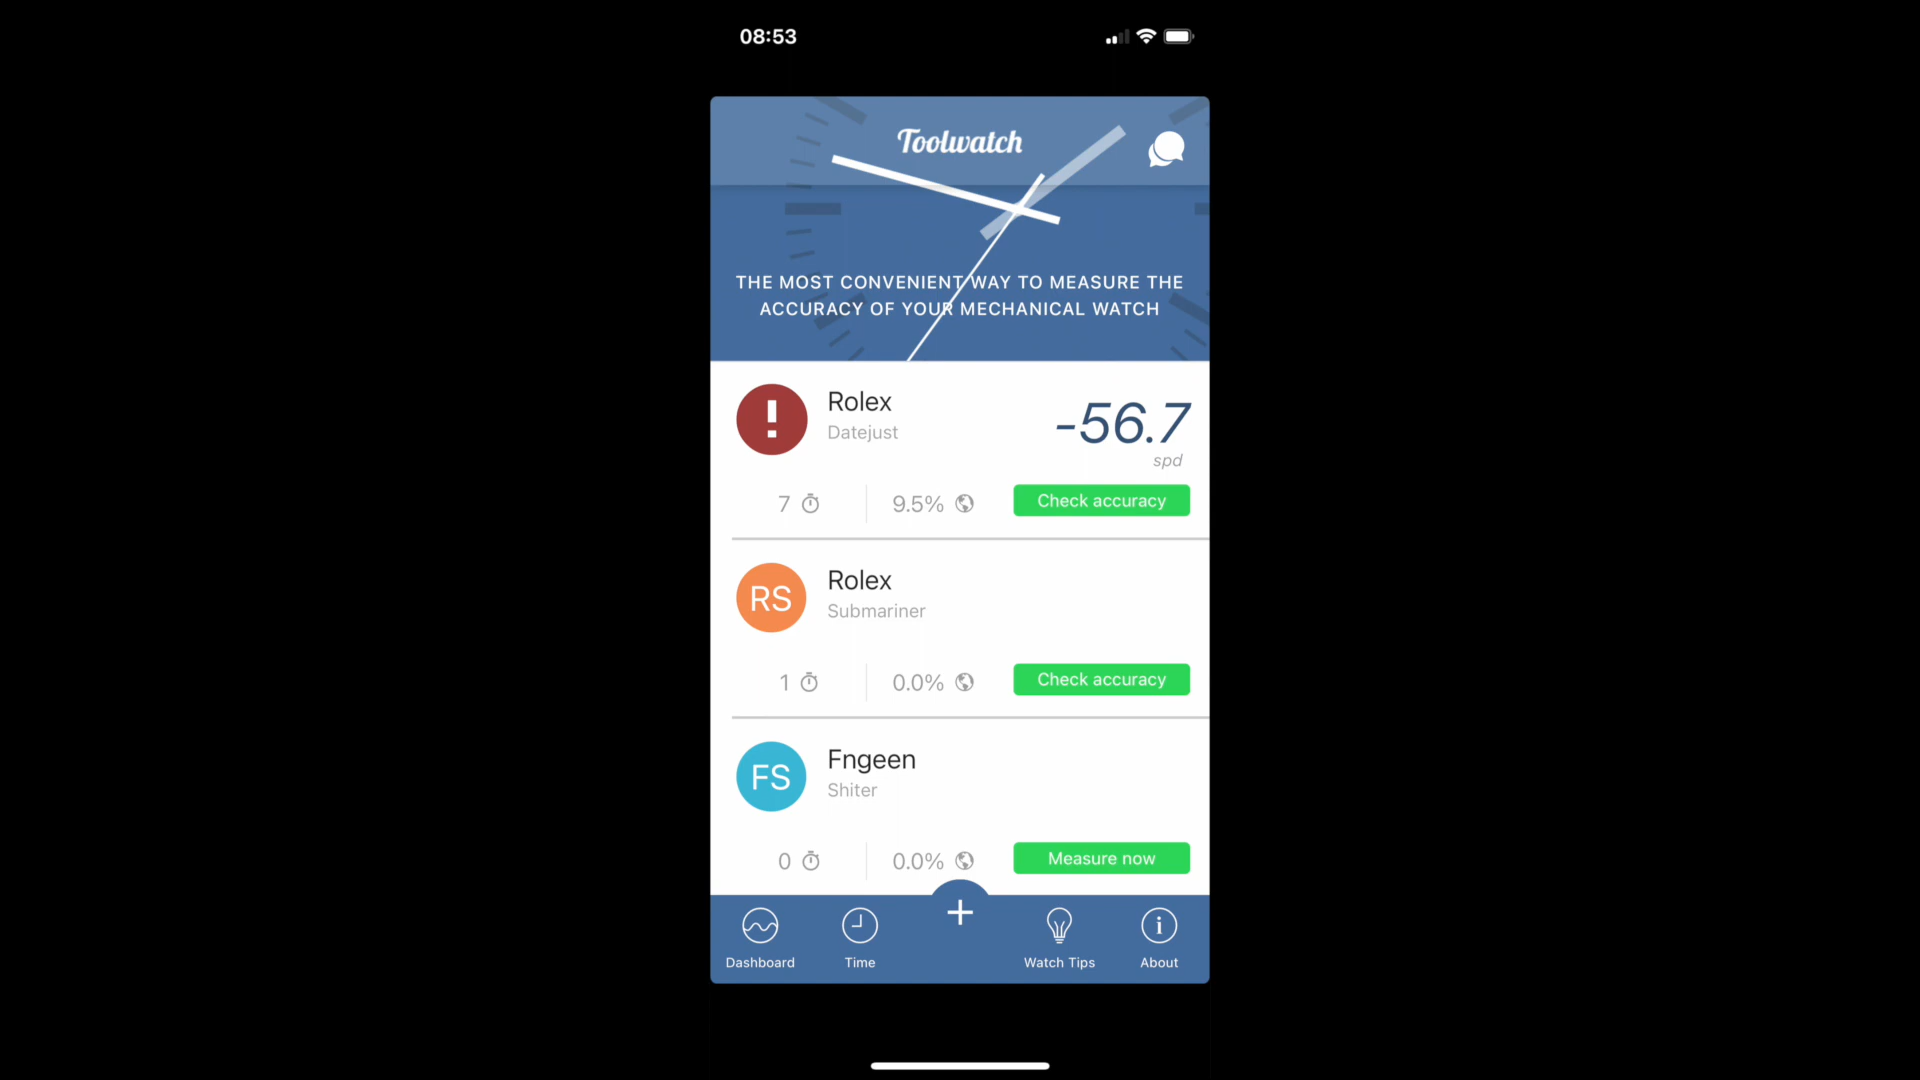 08:53
Toolwatch
THE MOST CONVENIENT WAY TO MEASURE THE
ACCURACY OF YOUR MECHANICAL WATCH
!
Rolex
Datejust
-56.7
spd
7
9.5%
Check accuracy
RS
Rolex
Submariner
1
0.0%
Check accuracy
FS
Fngeen
Shiter
0
0.0%
Measure now
+
Dashboard
Time
Watch Tips
i
About